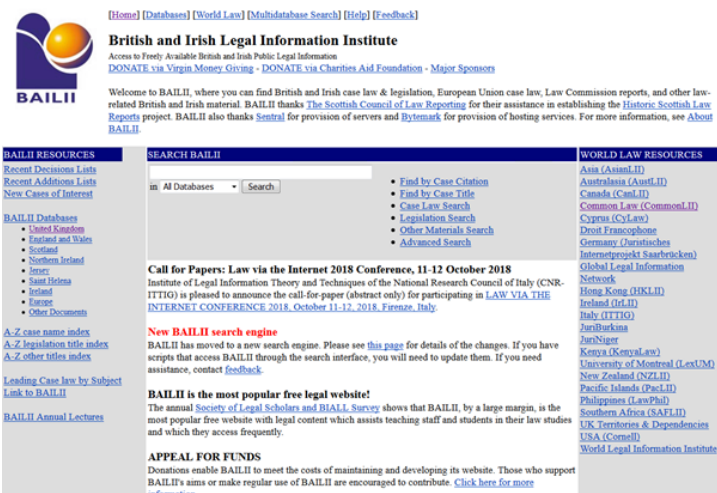 [Home] [Databases] [World Law] [Multidatabase Search] [Help] [Feedback]
British and Irish Legal Information Institute
Access to Freely Available British and Irish Public Legal Information
DONATE via Virgin Money Giving - DONATE via Charities Aid Foundation - Major Sponsors
BAILII
Welcome to BAILII, where you can find British and Irish case law & legislation, European Union case law, Law Commission reports, and other law-
related British and Irish material. BAILII thanks The Scottish Council of Law Reporting for their assistance in establishing the Historic Scottish Law
Reports project. BAILII also thanks Sentral for provision of servers and Bytemark for provision of hosting services. For more information, see About
BAILII.
BAILII RESOURCES
Recent Decisions Lists
Recent Additions Lists
New Cases of Interest
BAILII Databases
• United Kingdom
• England and Wales
• Scotland
• Northern Ireland
• Jersey
• Saint Helena
• Ireland
• Europe
• Other Documents
A-Z case name index
A-Z legislation title index
A-Z other titles index
Leading Case law by Subject
Link to BAILII
BAILII Annual Lectures
SEARCH BAILII
in All Databases Search
• Find by Case Citation
• Find by Case Title
• Case Law Search
• Legislation Search
• Other Materials Search
• Advanced Search
Call for Papers: Law via the Internet 2018 Conference, 11-12 October 2018
Institute of Legal Information Theory and Techniques of the National Research Council of Italy (CNR-
ITTIG) is pleased to announce the call-for-paper (abstract only) for participating in LAW VIA THE
INTERNET CONFERENCE 2018, October 11-12, 2018, Firenze, Italy.
New BAILII search engine
BAILII has moved to a new search engine. Please see this page for details of the changes. If you have
scripts that access BAILII through the search interface, you will need to update them. If you need
assistance, contact feedback.
BAILII is the most popular free legal website!
The annual Society of Legal Scholars and BIALL Survey shows that BAILII, by a large margin, is the
most popular free website with legal content which assists teaching staff and students in their law studies
and which they access frequently.
APPEAL FOR FUNDS
Donations enable BAILII to meet the costs of maintaining and developing its website. Those who support
BAILII's aims or make regular use of BAILII are encouraged to contribute. Click here for more
information.
WORLD LAW RESOURCES
Asia (AsianLII)
Australasia (AustLII)
Canada (CanLII)
Common Law (CommonLII)
Cyprus (CyLaw)
Droit Francophone
Germany (Juristisches
Internetprojekt Saarbrücken)
Global Legal Information
Network
Hong Kong (HKLII)
Ireland (IrLII)
Italy (ITTIG)
JuriBurkina
JuriNiger
Kenya (KenyaLaw)
University of Montreal (LexUM)
New Zealand (NZLII)
Pacific Islands (PacLII)
Philippines (LawPhil)
Southern Africa (SAFLII)
UK Territories & Dependencies
USA (Cornell)
World Legal Information Institute